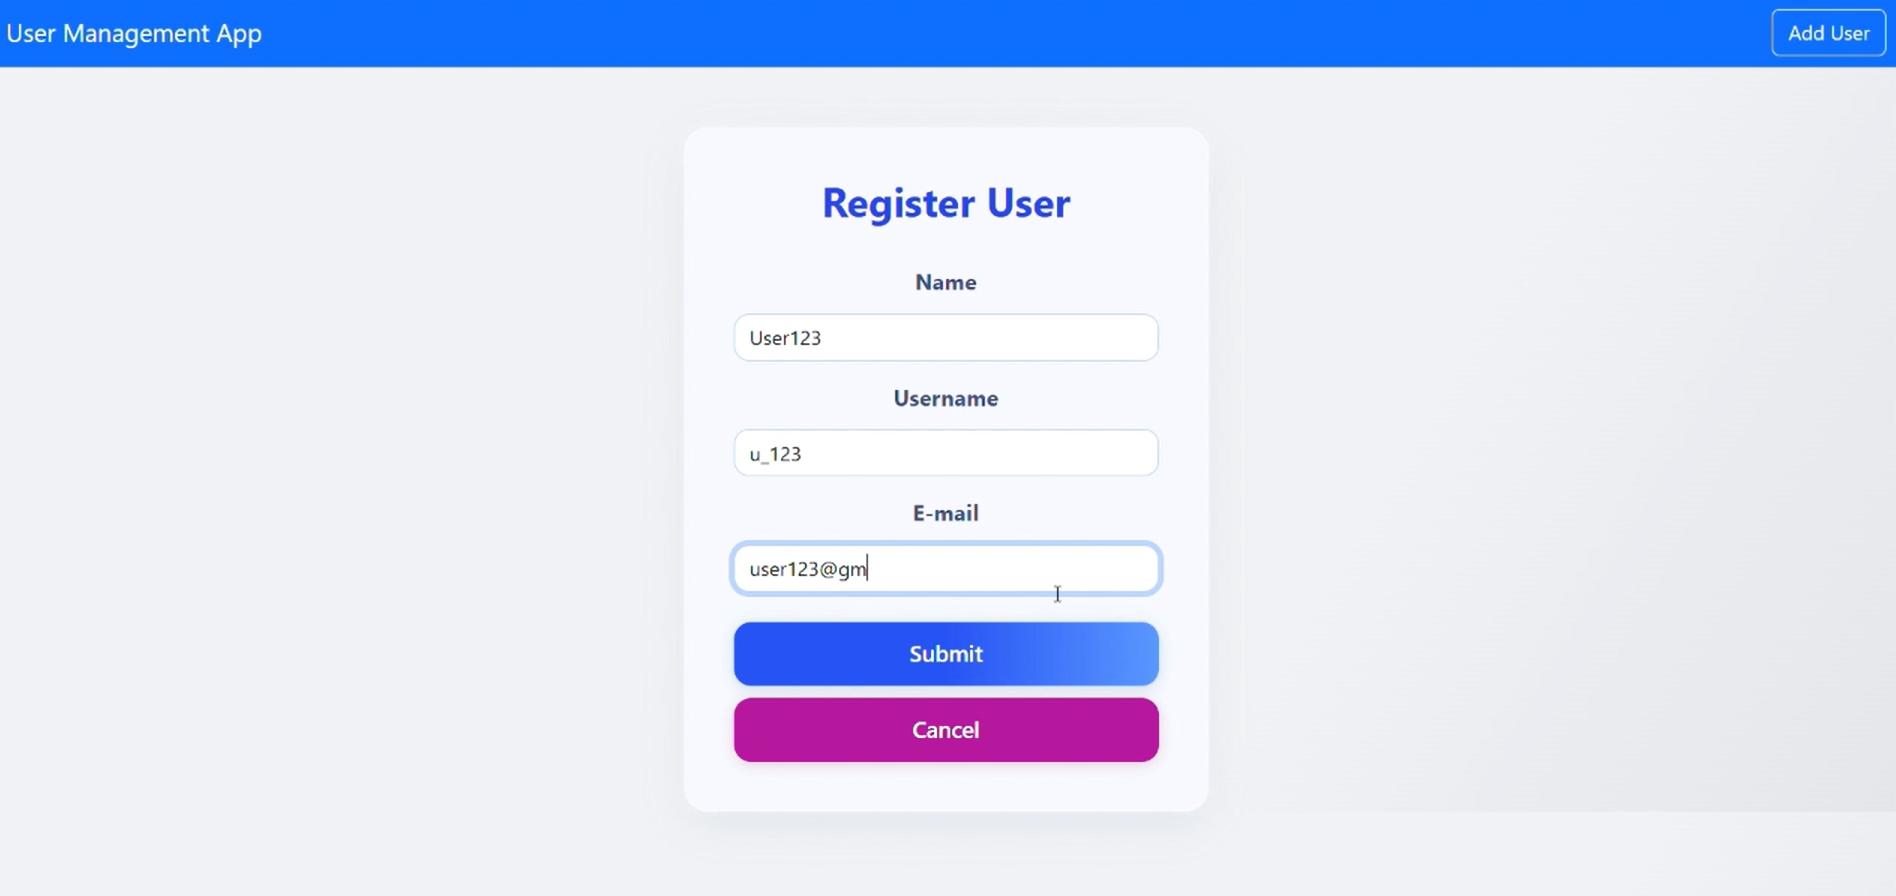 User Management App
Add User
Register User
Name
User123
Username
u_123
E-mail
user123@gm
Submit
Cancel